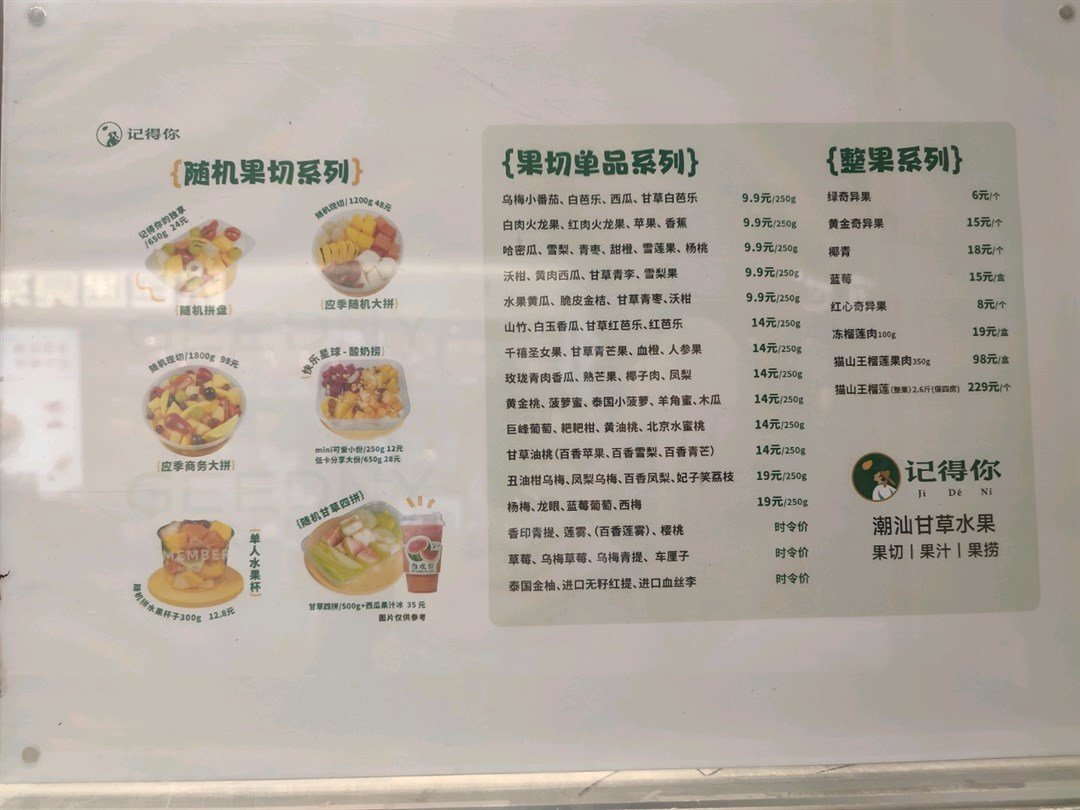 记得你
{随机果切系列}
记得你的独享
/650g 24元
随机拼盘
随机现切/1200g 48元
应季随机大拼
随机现切/1800g 98元
应季商务大拼
快乐星球-酸奶捞
mini可爱小份/250g 12元
低卡分享大份/650g 28元
MEMBER
单人水果杯
随机拼水果杯子300g 12.8元
{随机甘草四拼}
甘草四拼/500g+西瓜果汁冰 35元
图片仅供参考
{果切单品系列}
乌梅小番茄、白芭乐、西瓜、甘草白芭乐 9.9元/250g
白肉火龙果、红肉火龙果、苹果、香蕉 9.9元/250g
哈密瓜、雪梨、青枣、甜橙、雪莲果、杨桃 9.9元/250g
沃柑、黄肉西瓜、甘草青李、雪梨果 9.9元/250g
水果黄瓜、脆皮金桔、甘草青枣、沃柑 9.9元/250g
山竹、白玉香瓜、甘草红芭乐、红芭乐 14元/250g
千禧圣女果、甘草青芒果、血橙、人参果 14元/250g
玫珑青肉香瓜、熟芒果、椰子肉、凤梨 14元/250g
黄金桃、菠萝蜜、泰国小菠萝、羊角蜜、木瓜 14元/250g
巨峰葡萄、耙耙柑、黄油桃、北京水蜜桃 14元/250g
甘草油桃(百香苹果、百香雪梨、百香青芒) 14元/250g
丑油柑乌梅、凤梨乌梅、百香凤梨、妃子笑荔枝 19元/250g
杨梅、龙眼、蓝莓葡萄、西梅 19元/250g
香印青提、莲雾、(百香莲雾)、樱桃 时令价
草莓、乌梅草莓、乌梅青提、车厘子 时令价
泰国金柚、进口无籽红提、进口血丝李 时令价
{整果系列}
绿奇异果 6元/个
黄金奇异果 15元/个
椰青 18元/个
蓝莓 15元/盒
红心奇异果 8元/个
冻榴莲肉100g 19元/盒
猫山王榴莲果肉350g 98元/盒
猫山王榴莲(整果)2.6斤(保四房) 229元/个
记得你
Jì Dé Nǐ
潮汕甘草水果
果切|果汁|果捞